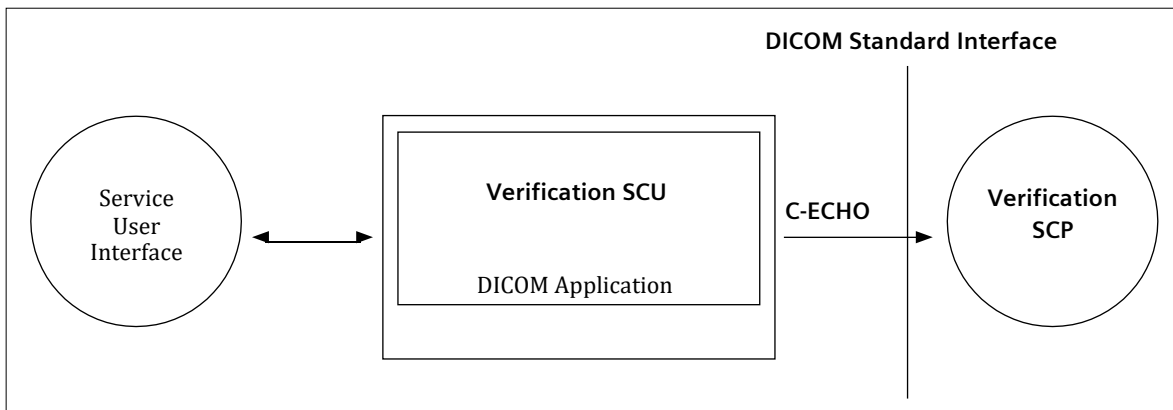 DICOM Standard Interface
Service
User
Interface
Verification SCU
DICOM Application
C-ECHO
Verification
SCP